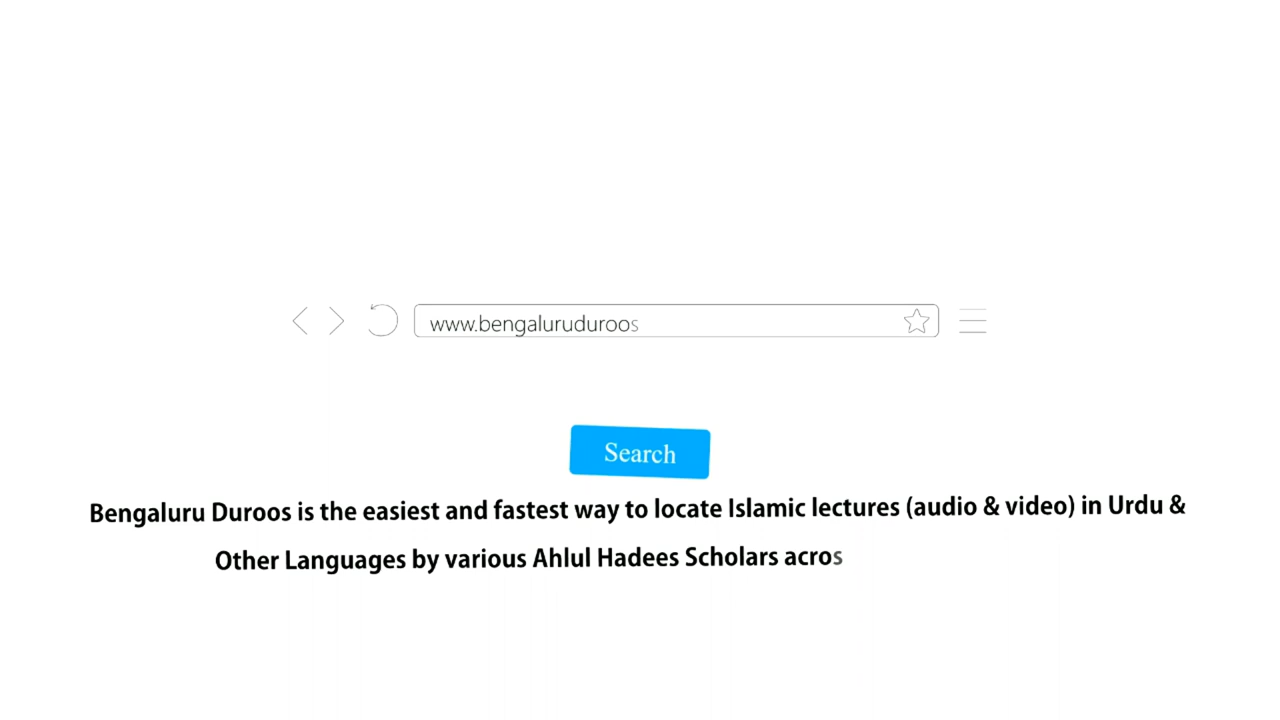 www.bengaluruduroos
Search
Bengaluru Duroos is the easiest and fastest way to locate Islamic lectures (audio & video) in Urdu &
Other Languages by various Ahlul Hadees Scholars acros